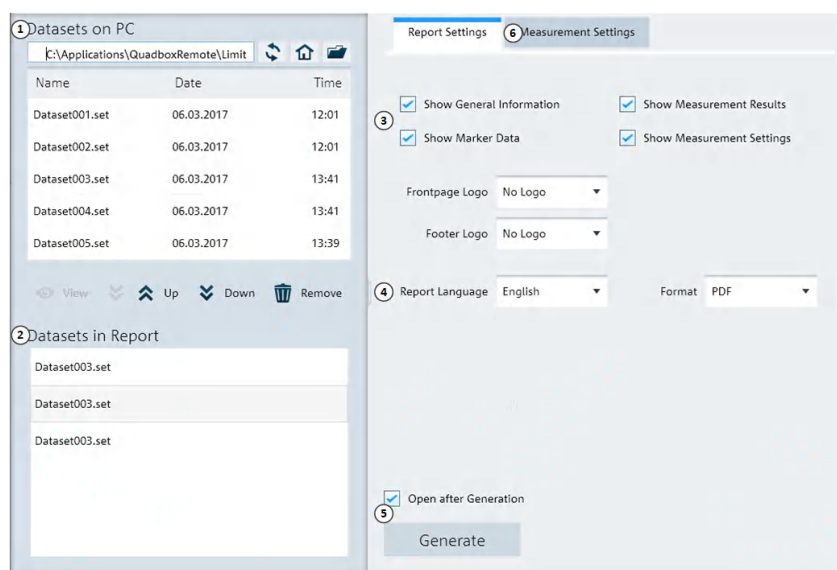 1 Datasets on PC
C:\Applications\QuadboxRemote\Limit
Name Date Time
Dataset001.set 06.03.2017 12:01
Dataset002.set 06.03.2017 12:01
Dataset003.set 06.03.2017 13:41
Dataset004.set 06.03.2017 13:41
Dataset005.set 06.03.2017 13:39
View Up Down Remove
2 Datasets in Report
Dataset003.set
Dataset003.set
Dataset003.set
Report Settings 6 Measurement Settings
3
Show General Information Show Measurement Results
Show Marker Data Show Measurement Settings
Frontpage Logo No Logo
Footer Logo No Logo
4 Report Language English Format PDF
Open after Generation
5
Generate